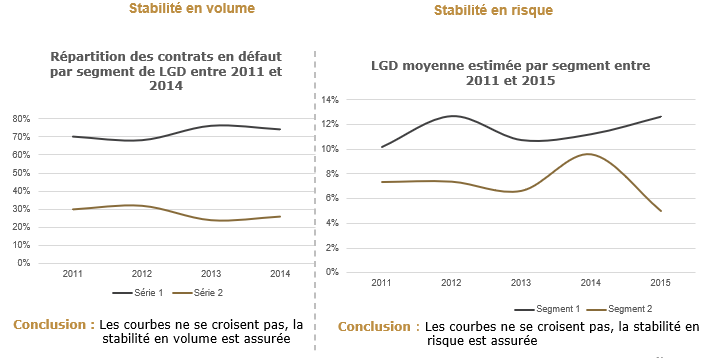 Stabilité en volume
Répartition des contrats en défaut
par segment de LGD entre 2011 et
2014
80%
70%
60%
50%
40%
30%
20%
10%
0%
2011 2012 2013 2014
Série 1 Série 2
Conclusion : Les courbes ne se croisent pas, la
stabilité en volume est assurée
Stabilité en risque
LGD moyenne estimée par segment entre
2011 et 2015
14%
12%
10%
8%
6%
4%
2%
0%
2011 2012 2013 2014 2015
Segment 1 Segment 2
Conclusion : Les courbes ne se croisent pas, la stabilité en
risque est assurée